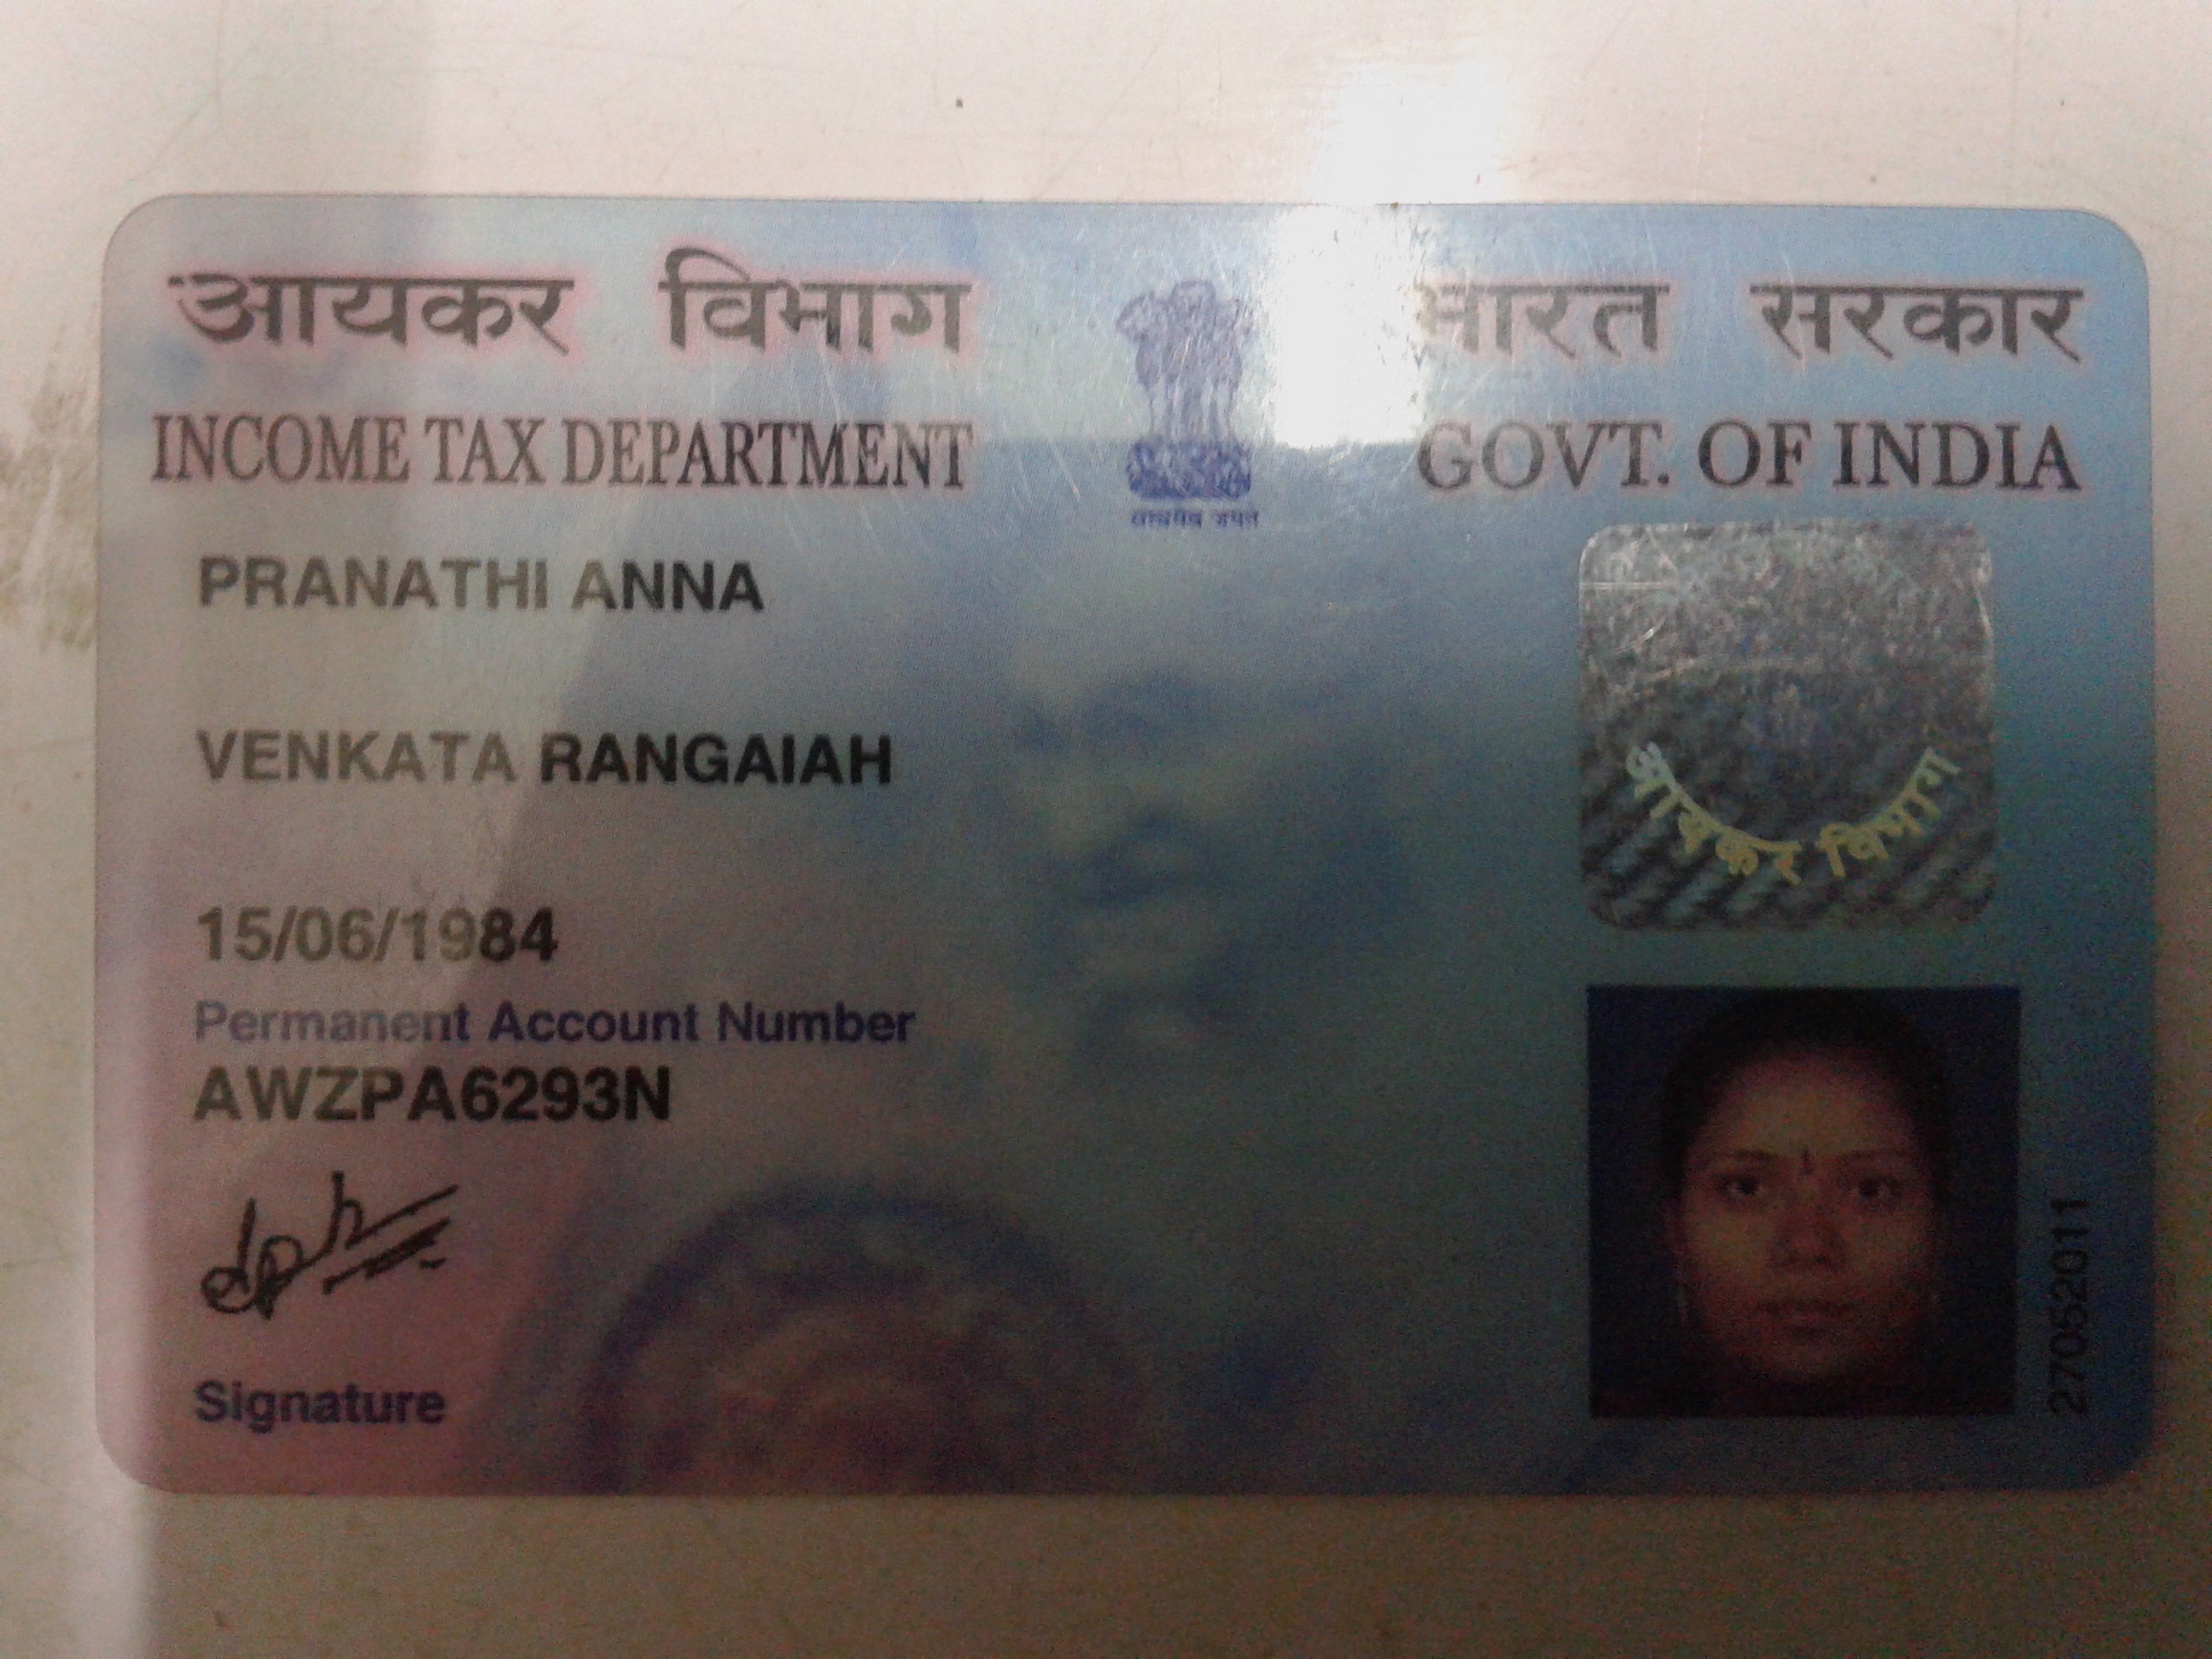 आयकर विभाग
भारत सरकार
INCOME TAX DEPARTMENT
GOVT. OF INDIA
सत्यमेव जयते
PRANATHI ANNA
VENKATA RANGAIAH
15/06/1984
Permanent Account Number
AWZPA6293N
Signature
आयकर विभाग
27052011